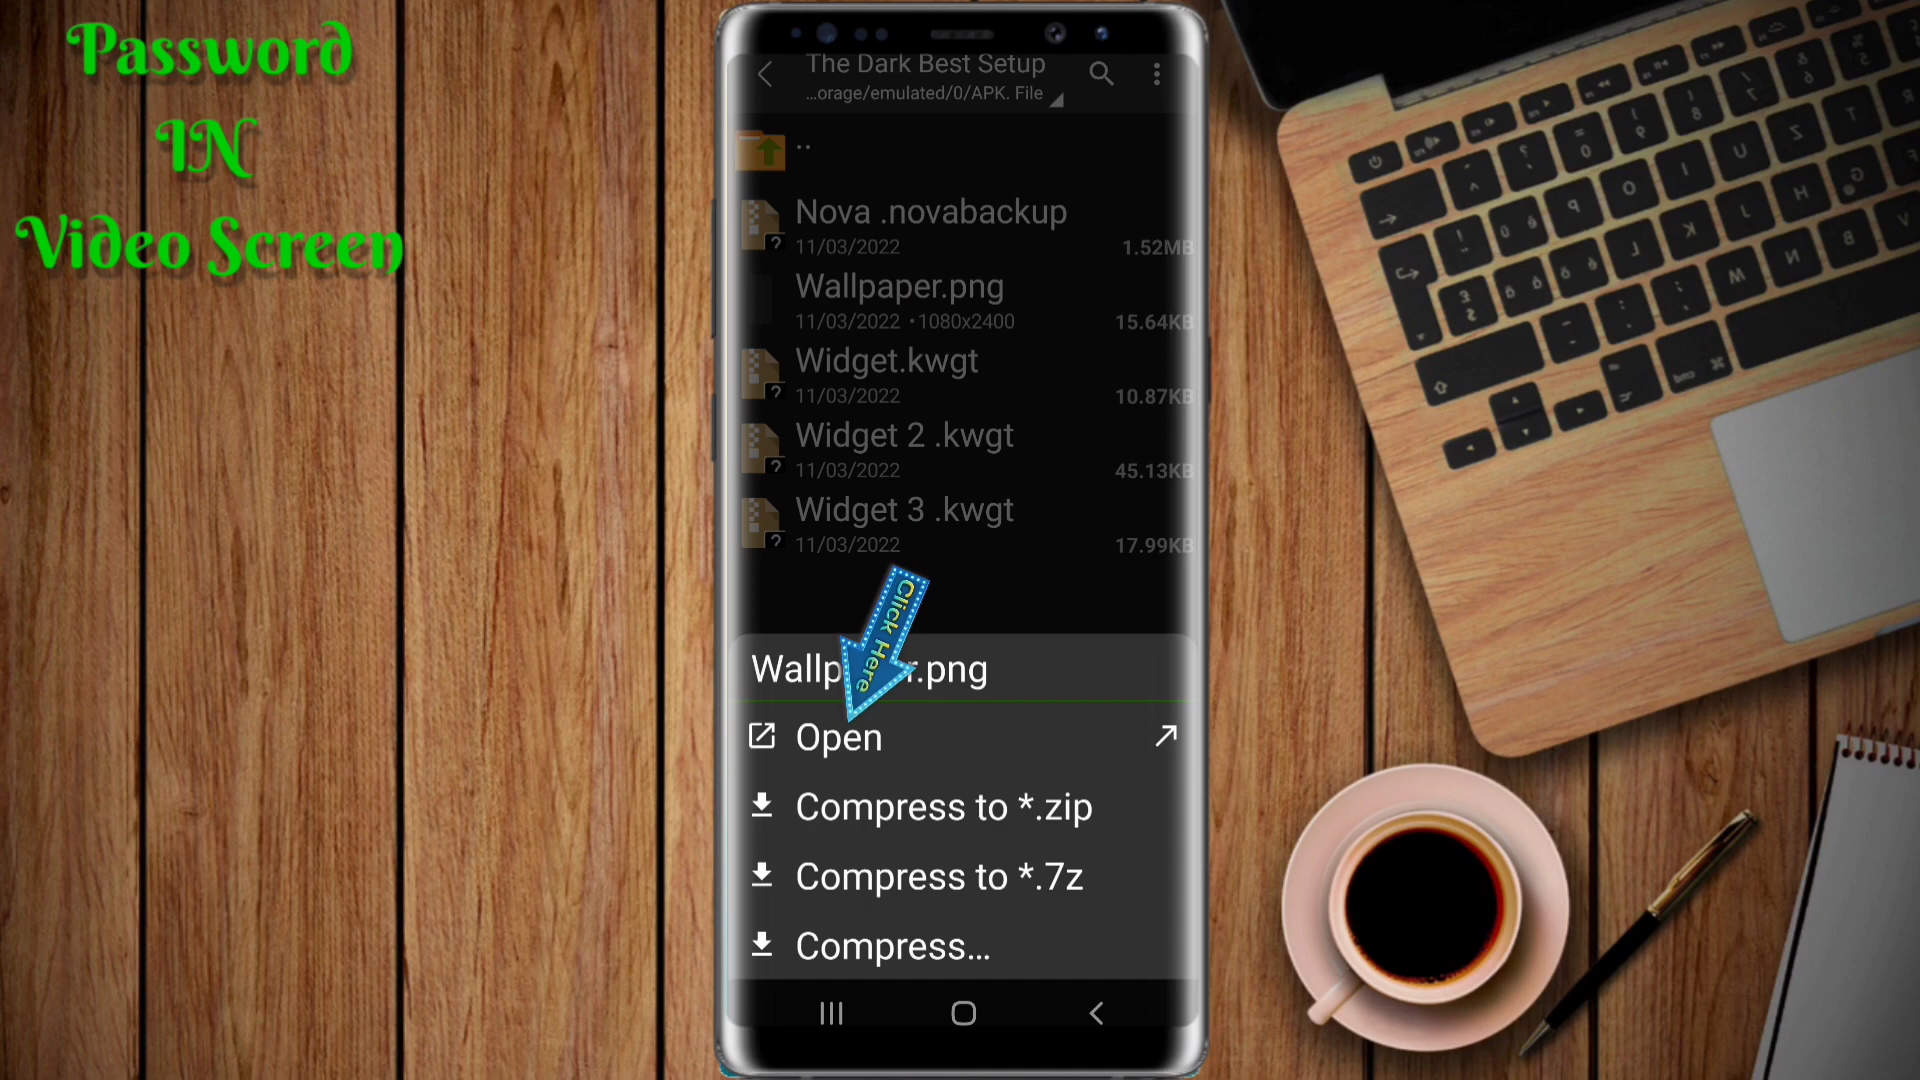 Password
IN
Video Screen
The Dark Best Setup
...orage/emulated/0/APK. File
..
Nova .novabackup
11/03/2022 1.52MB
Wallpaper.png
11/03/2022 • 1080x2400 15.64KB
Widget.kwgt
11/03/2022 10.87KB
Widget 2 .kwgt
11/03/2022 45.13KB
Widget 3 .kwgt
11/03/2022 17.99KB
Click Here
Wallp r.png
Open
Compress to *.zip
Compress to *.7z
Compress...